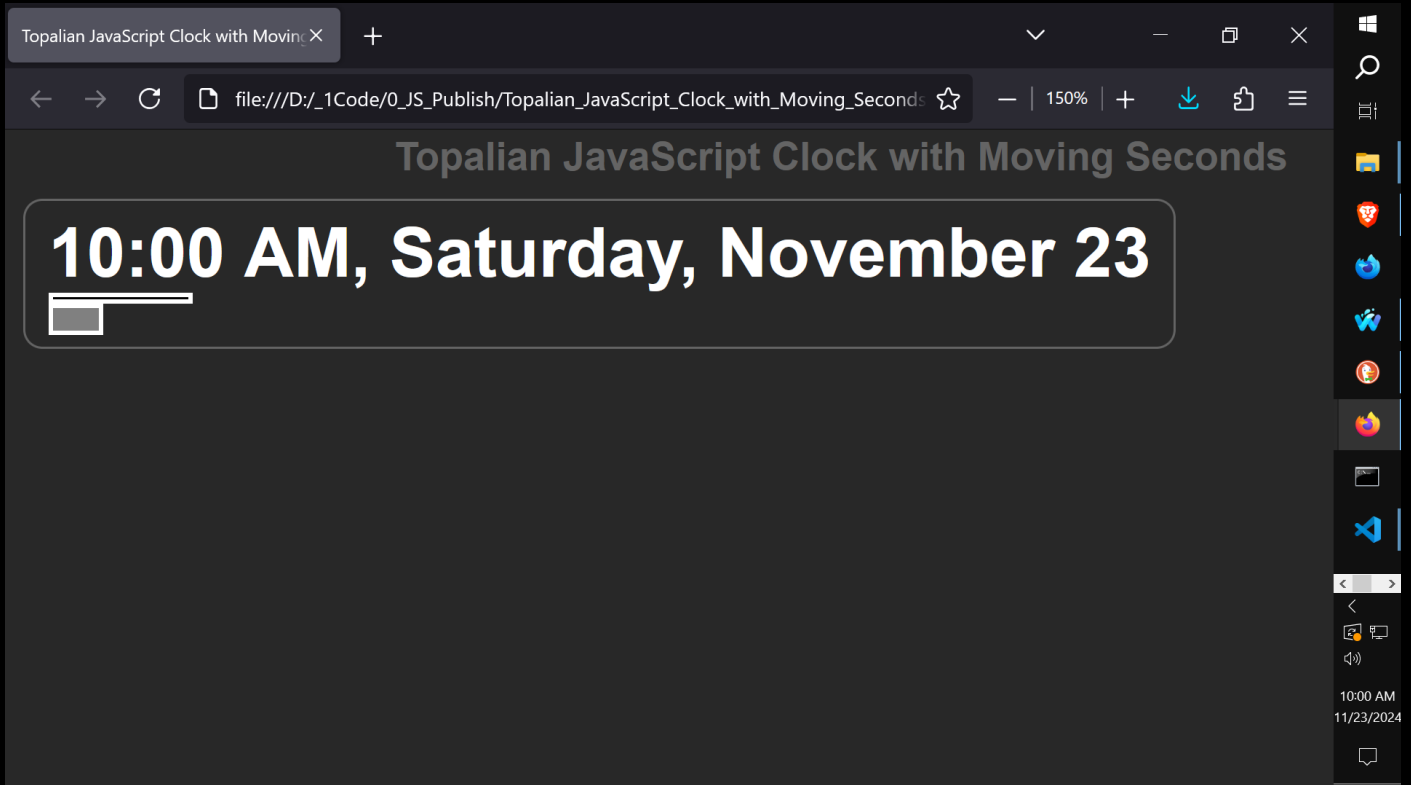 Topalian JavaScript Clock with Moving
file:///D:/_1Code/0_JS_Publish/Topalian_JavaScript_Clock_with_Moving_Seconds
150%
Topalian JavaScript Clock with Moving Seconds
10:00 AM, Saturday, November 23
10:00 AM
11/23/2024